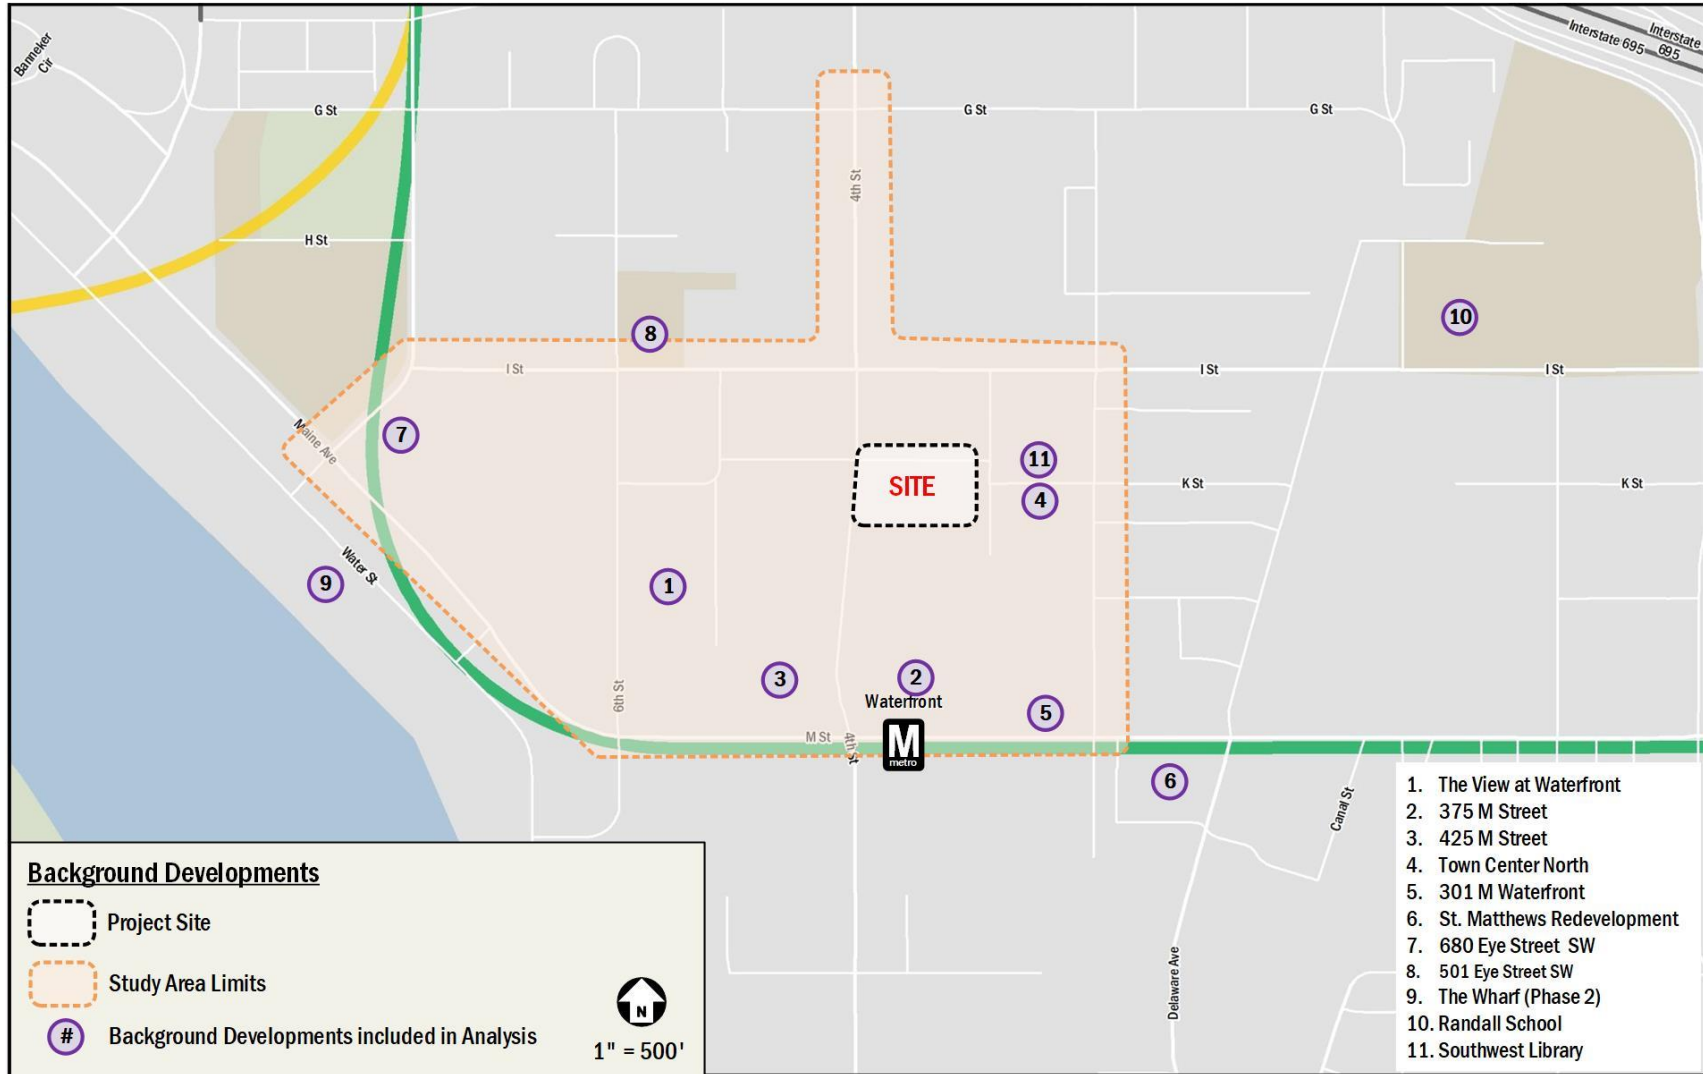 Banneker
Cir
Interstate 695
Interstate
695
G St
G St
G St
4th St
H St
8
10
I St
I St
I St
Maine Ave
7
11
SITE
4
K St
K St
Water St
9
1
6th St
3
2
Waterfront
5
M St
4th St
M
metro
6
Canal St
Delaware Ave
Background Developments
Project Site
Study Area Limits
# Background Developments included in Analysis
N
1" = 500'
1. The View at Waterfront
2. 375 M Street
3. 425 M Street
4. Town Center North
5. 301 M Waterfront
6. St. Matthews Redevelopment
7. 680 Eye Street SW
8. 501 Eye Street SW
9. The Wharf (Phase 2)
10. Randall School
11. Southwest Library